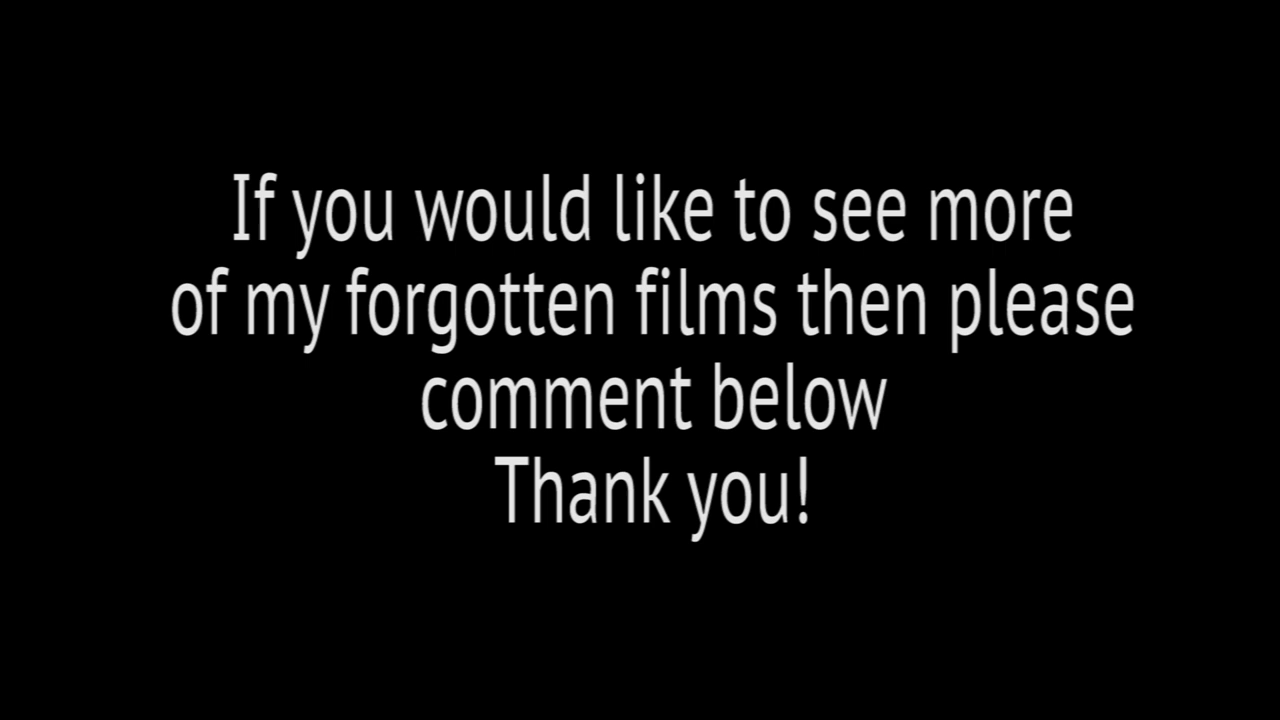 If you would like to see more
of my forgotten films then please
comment below
Thank you!